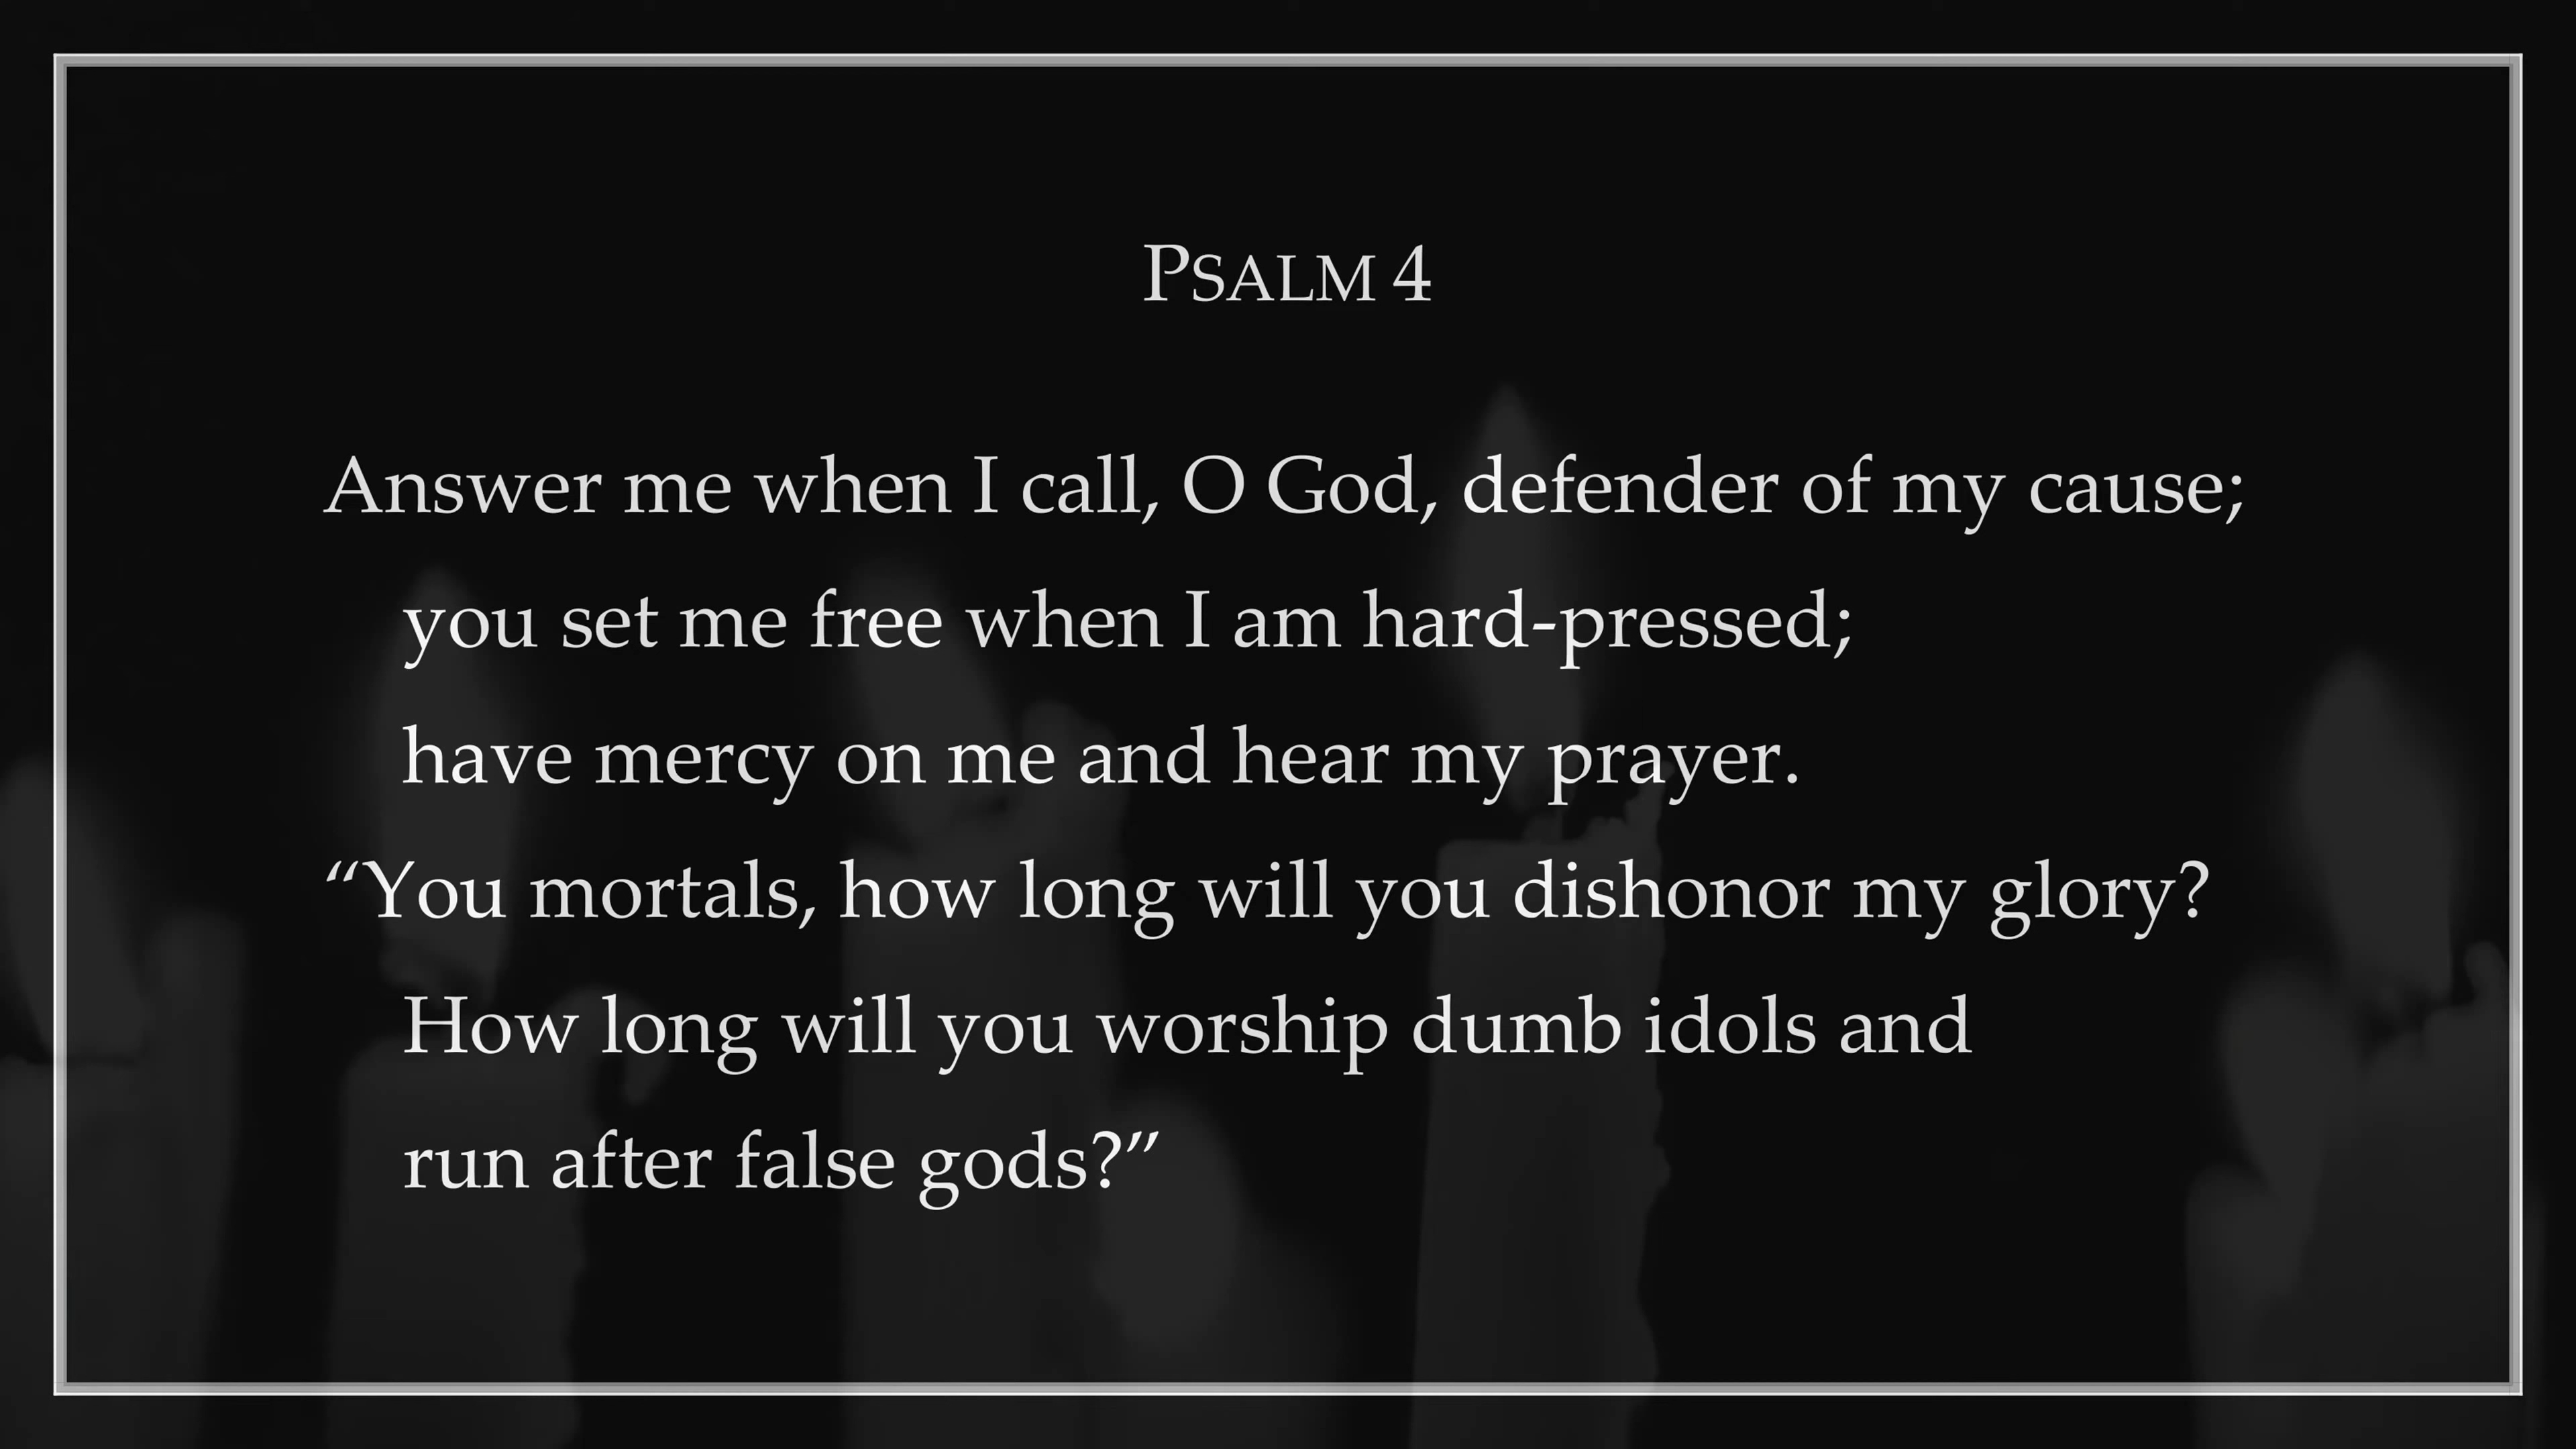 PSALM 4
Answer me when I call, O God, defender of my cause;
you set me free when I am hard-pressed;
have mercy on me and hear my prayer.
“You mortals, how long will you dishonor my glory?
How long will you worship dumb idols and
run after false gods?”